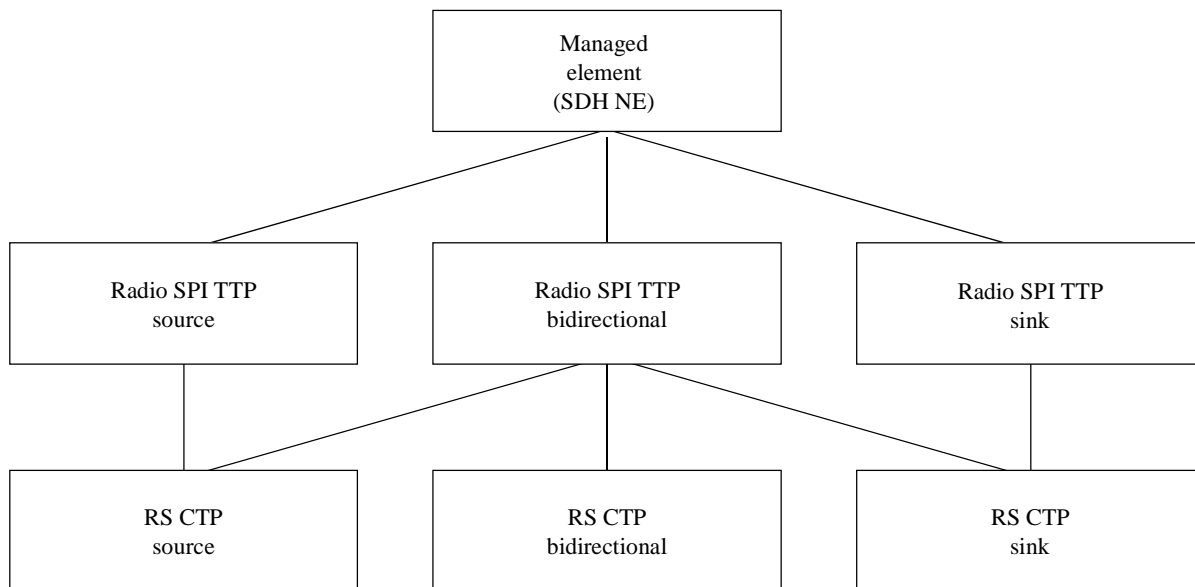 Managed
element
(SDH NE)
Radio SPI TTP
source
Radio SPI TTP
bidirectional
Radio SPI TTP
sink
RS CTP
source
RS CTP
bidirectional
RS CTP
sink